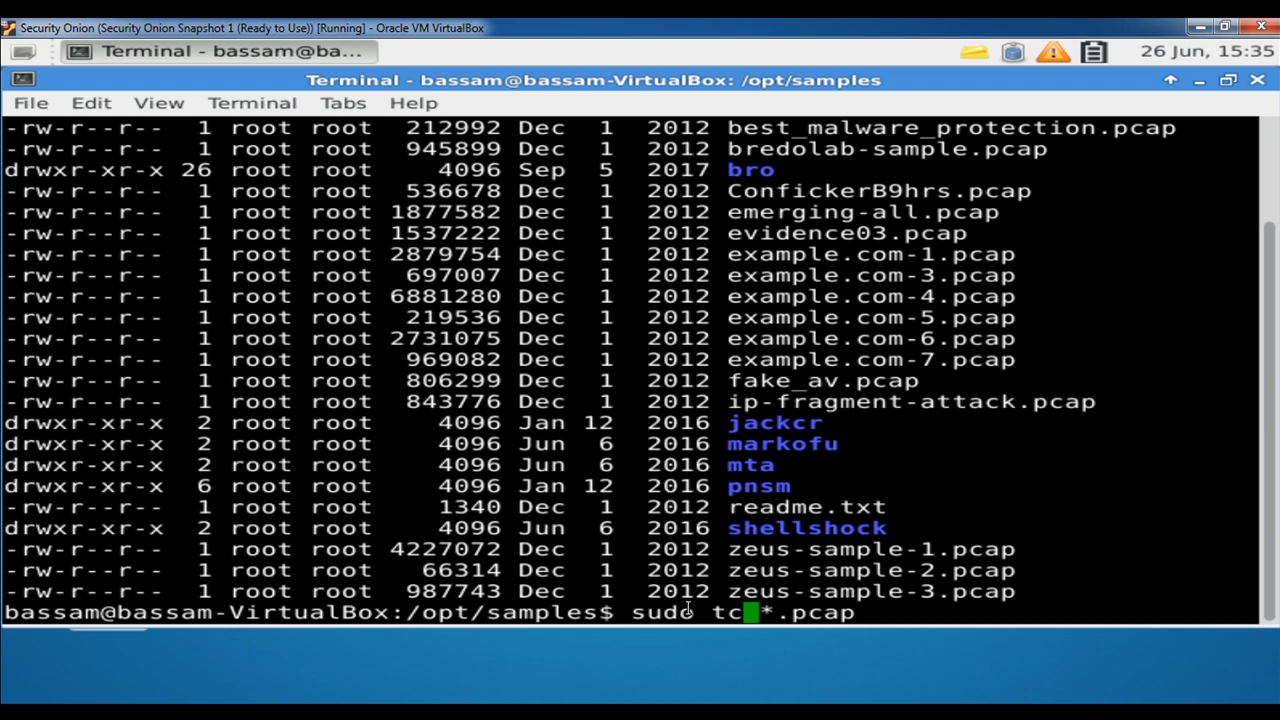 Security Onion (Security Onion Snapshot 1 (Ready to Use)) [Running] - Oracle VM VirtualBox
Terminal - bassam@ba... 26 Jun, 15:35
Terminal - bassam@bassam-VirtualBox: /opt/samples
File Edit View Terminal Tabs Help
-rw-r--r-- 1 root root 212992 Dec 1 2012 best_malware_protection.pcap
-rw-r--r-- 1 root root 945899 Dec 1 2012 bredolab-sample.pcap
drwxr-xr-x 26 root root 4096 Sep 5 2017 bro
-rw-r--r-- 1 root root 536678 Dec 1 2012 ConfickerB9hrs.pcap
-rw-r--r-- 1 root root 1877582 Dec 1 2012 emerging-all.pcap
-rw-r--r-- 1 root root 1537222 Dec 1 2012 evidence03.pcap
-rw-r--r-- 1 root root 2879754 Dec 1 2012 example.com-1.pcap
-rw-r--r-- 1 root root 697007 Dec 1 2012 example.com-3.pcap
-rw-r--r-- 1 root root 6881280 Dec 1 2012 example.com-4.pcap
-rw-r--r-- 1 root root 219536 Dec 1 2012 example.com-5.pcap
-rw-r--r-- 1 root root 2731075 Dec 1 2012 example.com-6.pcap
-rw-r--r-- 1 root root 969082 Dec 1 2012 example.com-7.pcap
-rw-r--r-- 1 root root 806299 Dec 1 2012 fake_av.pcap
-rw-r--r-- 1 root root 843776 Dec 1 2012 ip-fragment-attack.pcap
drwxr-xr-x 2 root root 4096 Jan 12 2016 jackcr
drwxr-xr-x 2 root root 4096 Jun 6 2016 markofu
drwxr-xr-x 2 root root 4096 Jun 6 2016 mta
drwxr-xr-x 6 root root 4096 Jan 12 2016 pnsm
-rw-r--r-- 1 root root 1340 Dec 1 2012 readme.txt
drwxr-xr-x 2 root root 4096 Jun 6 2016 shellshock
-rw-r--r-- 1 root root 4227072 Dec 1 2012 zeus-sample-1.pcap
-rw-r--r-- 1 root root 66314 Dec 1 2012 zeus-sample-2.pcap
-rw-r--r-- 1 root root 987743 Dec 1 2012 zeus-sample-3.pcap
bassam@bassam-VirtualBox:/opt/samples$ sudo tc *.pcap